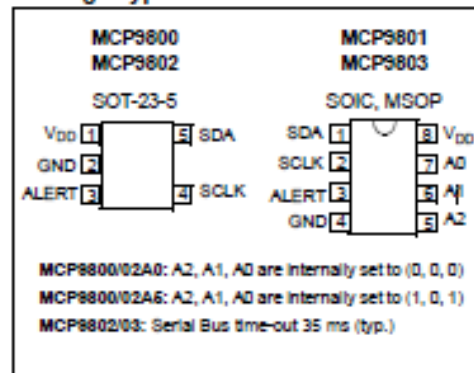 MCP9800
MCP9802
SOT-23-5
VDD 1
5 SDA
GND 2
ALERT 3
4 SCLK
MCP9801
MCP9803
SOIC, MSOP
SDA 1
8 VDD
SCLK 2
7 A0
ALERT 3
6 A1
GND 4
5 A2
MCP9800/02A0: A2, A1, A0 are internally set to (0, 0, 0)
MCP9800/02A5: A2, A1, A0 are internally set to (1, 0, 1)
MCP9802/03: Serial Bus time-out 35 ms (typ.)